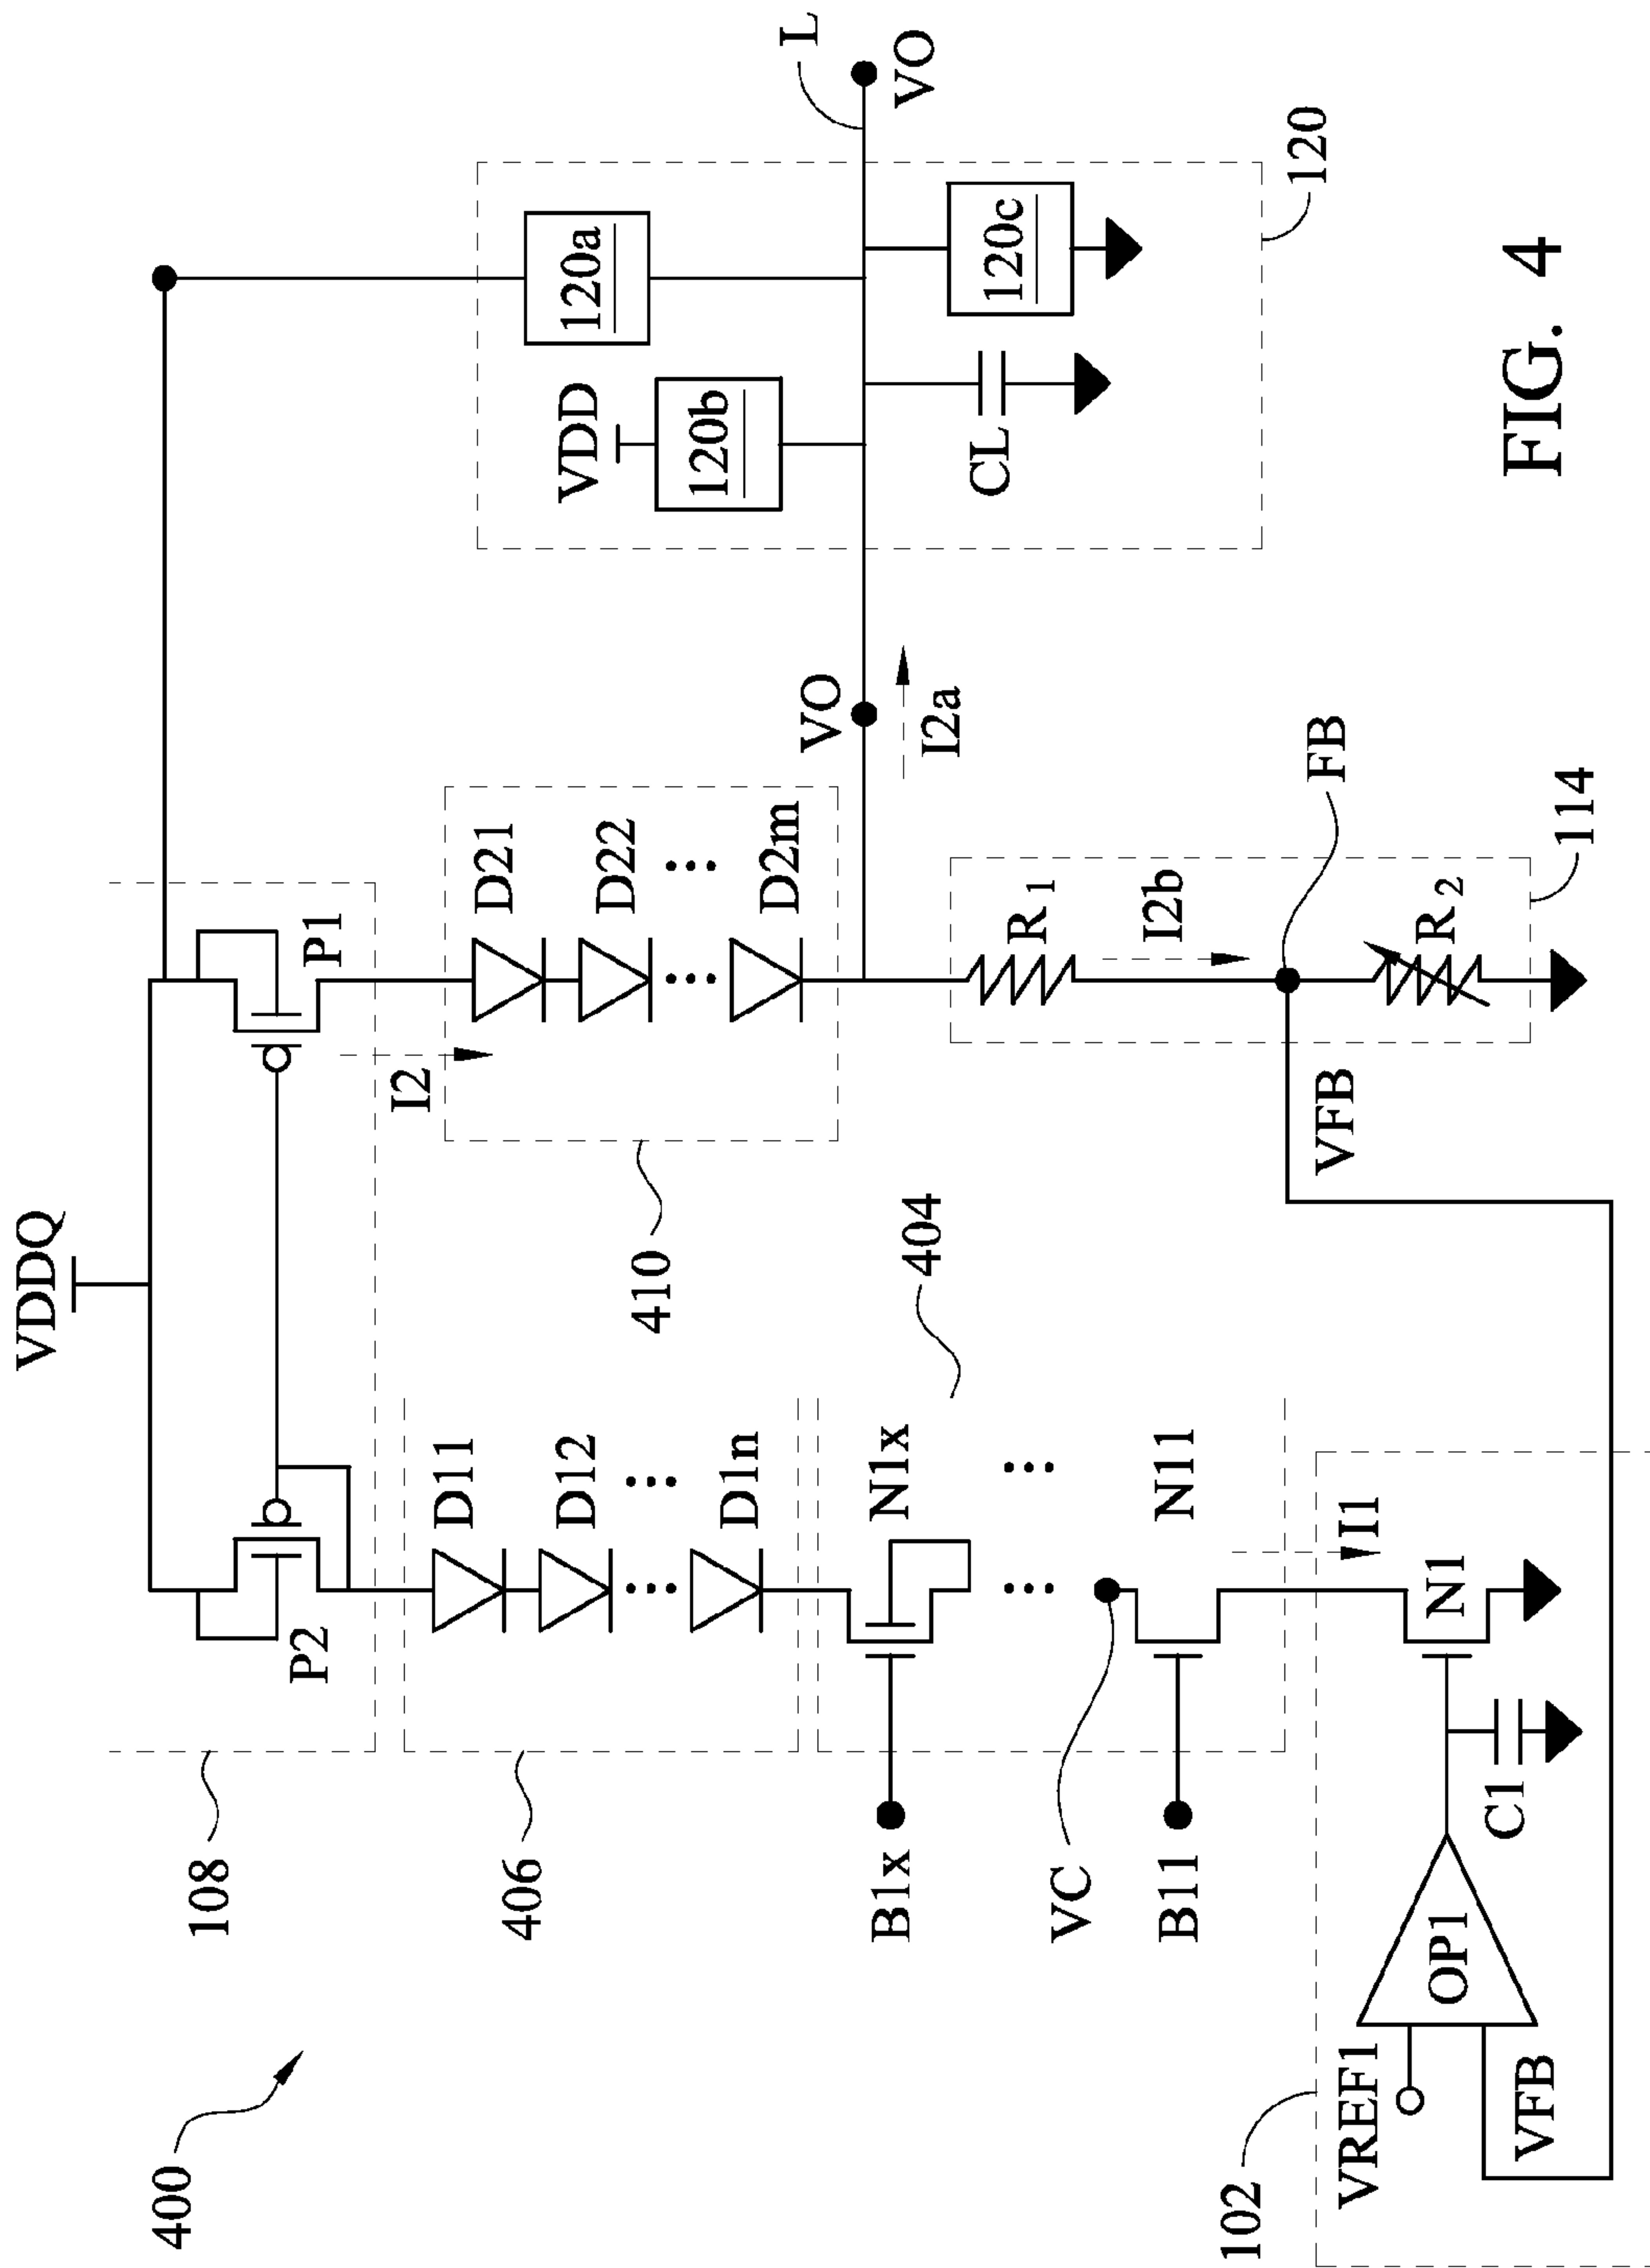 400
VDDQ
108
P2
P1
I2
406
D11
D12
D1n
410
D21
D22
D2m
VDD
120b
120a
VO
I2a
L
VO
CL
120c
120
404
B1x
N1x
VC
B11
N11
I1
R1
I2b
FB
R2
114
VFB
102
VREF1
VFB
OP1
C1
N1
FIG. 4